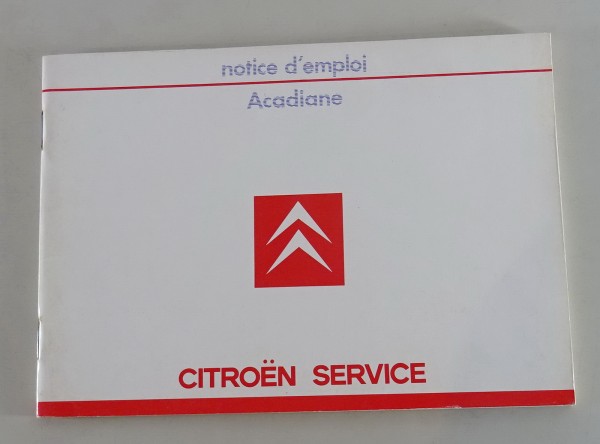 notice d'emploi
Acadiane
CITROËN SERVICE